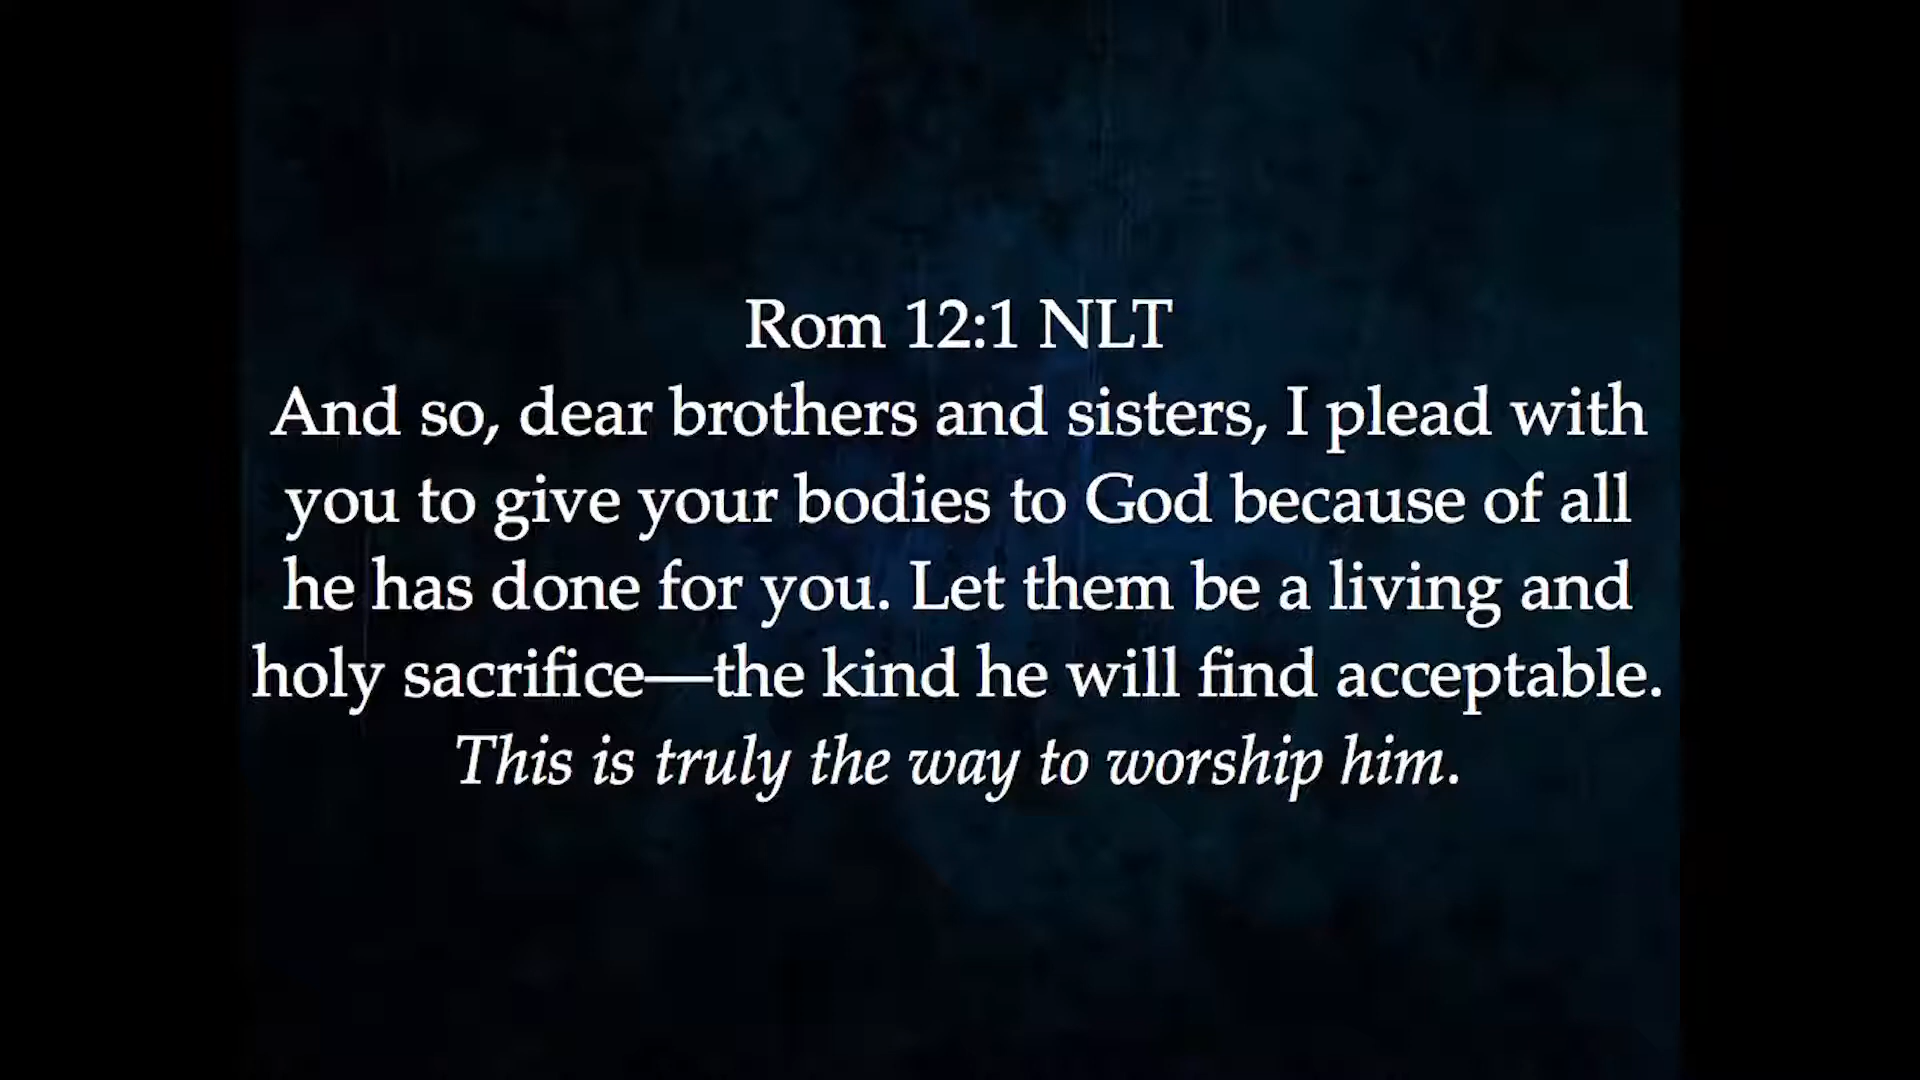 Rom 12:1 NLT
And so, dear brothers and sisters, I plead with
you to give your bodies to God because of all
he has done for you. Let them be a living and
holy sacrifice—the kind he will find acceptable.
This is truly the way to worship him.